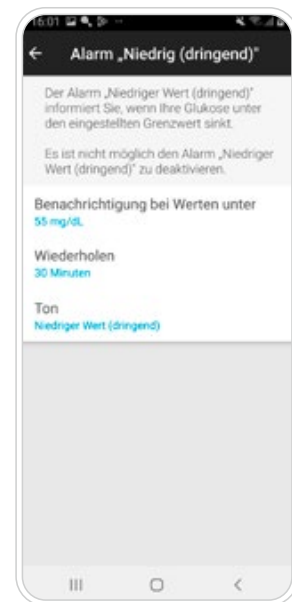 16:01
Alarm „Niedrig (dringend)"
Der Alarm „Niedriger Wert (dringend)"
informiert Sie, wenn Ihre Glukose unter
den eingestellten Grenzwert sinkt.
Es ist nicht möglich den Alarm „Niedriger
Wert (dringend)" zu deaktivieren.
Benachrichtigung bei Werten unter
55 mg/dL
Wiederholen
30 Minuten
Ton
Niedriger Wert (dringend)